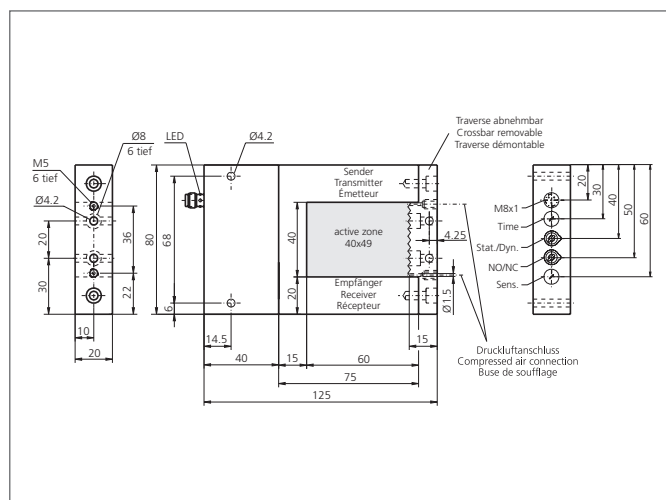 Ø8
6 tief
M5
6 tief
Ø4.2
20
30
36
22
10
20
LED
Ø4.2
80
68
6
14.5
40
15
60
75
125
Sender
Transmitter
Émetteur
active zone
40x49
40
20
Empfänger
Receiver
Récepteur
Traverse abnehmbar
Crossbar removable
Traverse démontable
4.25
Ø1.5
15
Druckluftanschluss
Compressed air connection
Buse de soufflage
M8x1
Time
Stat./Dyn.
NO/NC
Sens.
20
30
40
50
60